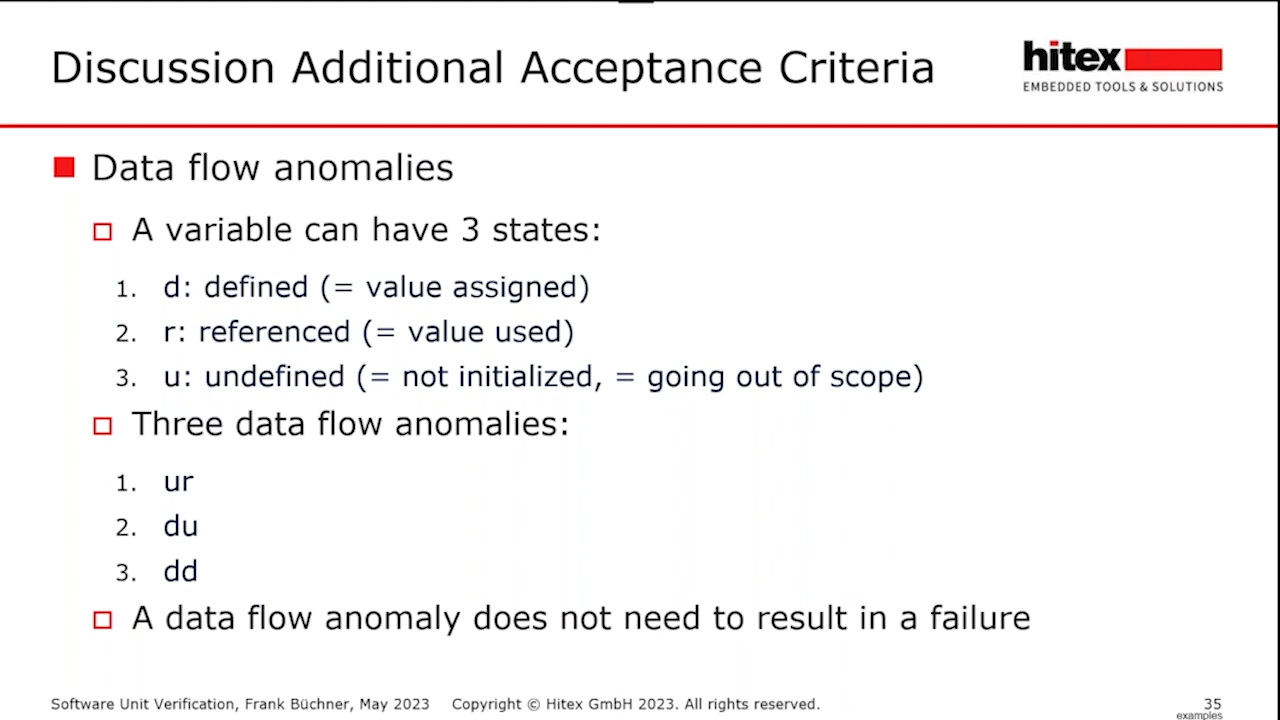 Discussion Additional Acceptance Criteria
hitex
EMBEDDED TOOLS & SOLUTIONS
Data flow anomalies
A variable can have 3 states:
1. d: defined (= value assigned)
2. r: referenced (= value used)
3. u: undefined (= not initialized, = going out of scope)
Three data flow anomalies:
1. ur
2. du
3. dd
A data flow anomaly does not need to result in a failure
Software Unit Verification, Frank Büchner, May 2023 Copyright © Hitex GmbH 2023. All rights reserved. 35
examples